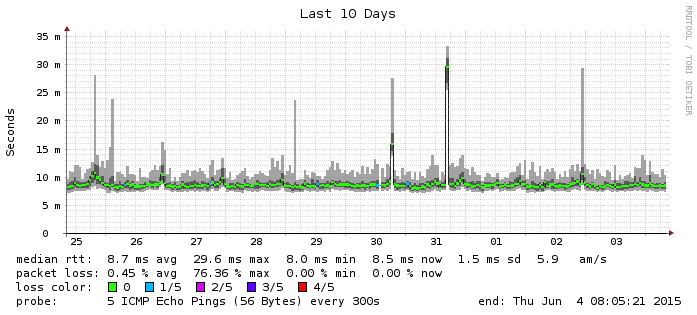 Last 10 Days
RRDTOOL / TOBI OETIKER
Seconds
35 m
30 m
25 m
20 m
15 m
10 m
5 m
0
25 26 27 28 29 30 31 01 02 03
median rtt: 8.7 ms avg 29.6 ms max 8.0 ms min 8.5 ms now 1.5 ms sd 5.9 am/s
packet loss: 0.45 % avg 76.36 % max 0.00 % min 0.00 % now
loss color: 0 1/5 2/5 3/5 4/5
probe: 5 ICMP Echo Pings (56 Bytes) every 300s end: Thu Jun 4 08:05:21 2015